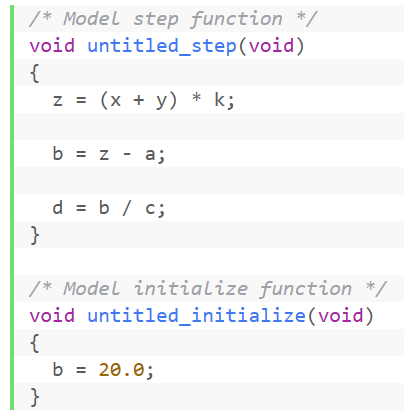 /* Model step function */
void untitled_step(void)
{
  z = (x + y) * k;

  b = z - a;

  d = b / c;
}

/* Model initialize function */
void untitled_initialize(void)
{
  b = 20.0;
}